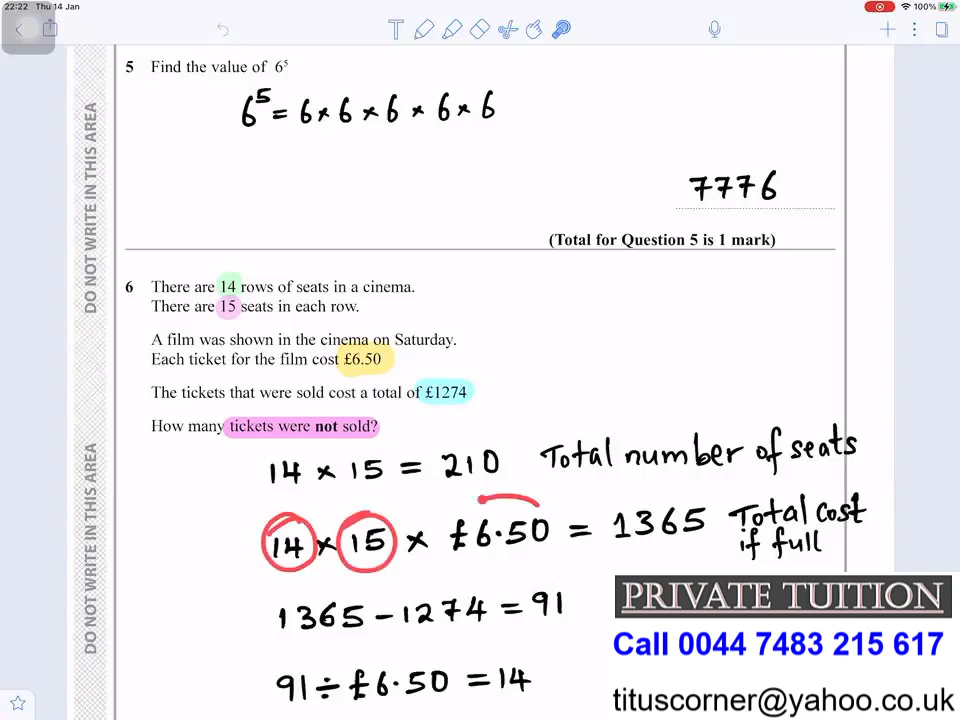 22:22 Thu 14 Jan
100%
5 Find the value of 6⁵
6⁵ = 6 × 6 × 6 × 6 × 6
7776
(Total for Question 5 is 1 mark)
6 There are 14 rows of seats in a cinema.
There are 15 seats in each row.
A film was shown in the cinema on Saturday.
Each ticket for the film cost £6.50
The tickets that were sold cost a total of £1274
How many tickets were not sold?
14 × 15 = 210 Total number of seats
14 × 15 × £6.50 = 1365 Total cost
if full
1365 − 1274 = 91
91 ÷ £6.50 = 14
DO NOT WRITE IN THIS AREA
DO NOT WRITE IN THIS AREA
PRIVATE TUITION
Call 0044 7483 215 617
tituscorner@yahoo.co.uk